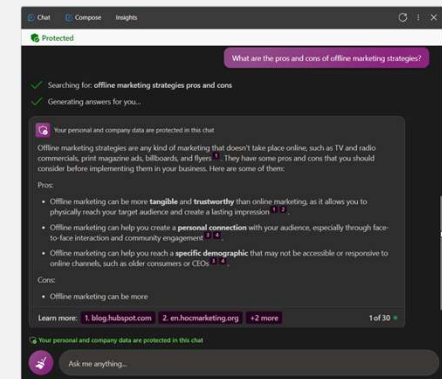 Chat Compose Insights
Protected
What are the pros and cons of offline marketing strategies?
Searching for: offline marketing strategies pros and cons
Generating answers for you...
Your personal and company data are protected in this chat
Offline marketing strategies are any kind of marketing that doesn't take place online, such as TV and radio
commercials, print magazine ads, billboards, and flyers 1 . They have some pros and cons that you should
consider before implementing them in your business. Here are some of them:
Pros:
• Offline marketing can be more tangible and trustworthy than online marketing, as it allows you to
physically reach your target audience and create a lasting impression 1 2 .
• Offline marketing can help you create a personal connection with your audience, especially through face-
to-face interaction and community engagement 3 4 .
• Offline marketing can help you reach a specific demographic that may not be accessible or responsive to
online channels, such as older consumers or CEOs 3 4 .
Cons:
• Offline marketing can be more
Learn more: 1. blog.hubspot.com 2. en.hocmarketing.org +2 more 1 of 30
Your personal and company data are protected in this chat
Ask me anything...